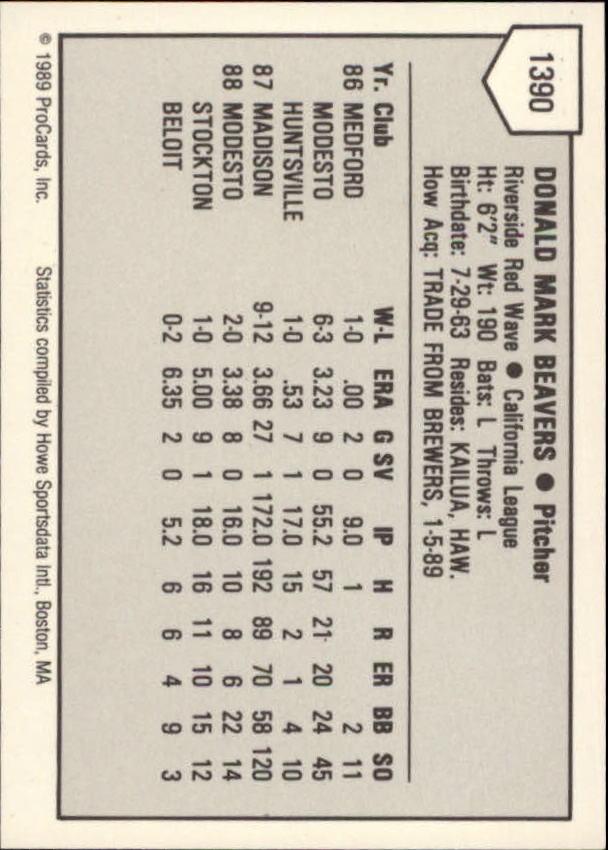 1390
DONALD MARK BEAVERS ● Pitcher
Riverside Red Wave ● California League
Ht: 6'2" Wt: 190 Bats: L Throws: L
Birthdate: 7-29-63 Resides: KAILUA, HAW.
How Acq: TRADE FROM BREWERS, 1-5-89
Yr. Club W-L ERA G SV IP H R ER BB SO
86 MEDFORD 1-0 .00 2 0 9.0 1 2 11
MODESTO 6-3 3.23 9 0 55.2 57 21 20 24 45
HUNTSVILLE 1-0 .53 7 1 17.0 15 2 1 4 10
87 MADISON 9-12 3.66 27 1 172.0 192 89 70 58 120
88 MODESTO 2-0 3.38 8 0 16.0 10 8 6 22 14
STOCKTON 1-0 5.00 9 1 18.0 16 11 10 15 12
BELOIT 0-2 6.35 2 0 5.2 6 6 4 9 3
© 1989 ProCards, Inc. Statistics compiled by Howe Sportsdata Intl., Boston, MA